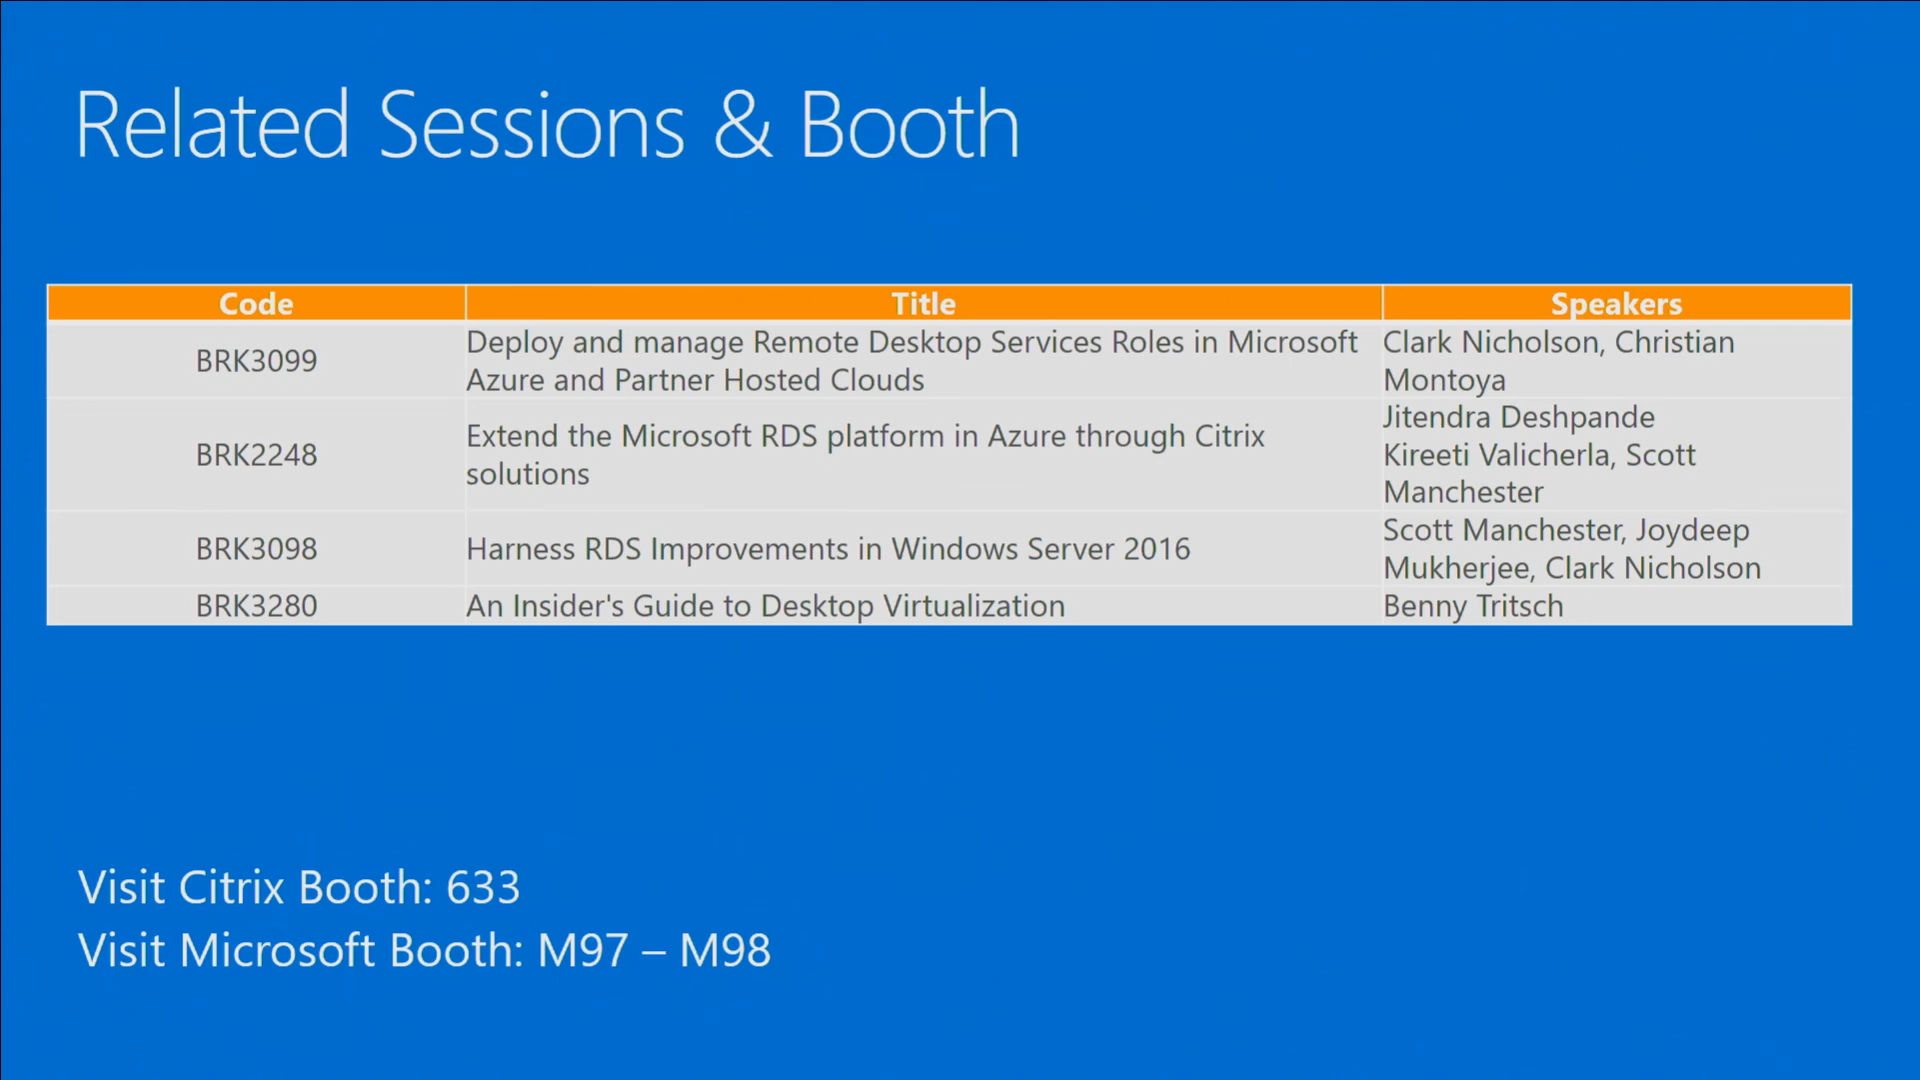 Related Sessions & Booth
Code Title Speakers
BRK3099
Deploy and manage Remote Desktop Services Roles in Microsoft
Azure and Partner Hosted Clouds
Clark Nicholson, Christian
Montoya
BRK2248
Extend the Microsoft RDS platform in Azure through Citrix
solutions
Jitendra Deshpande
Kireeti Valicherla, Scott
Manchester
BRK3098
Harness RDS Improvements in Windows Server 2016
Scott Manchester, Joydeep
Mukherjee, Clark Nicholson
BRK3280
An Insider's Guide to Desktop Virtualization
Benny Tritsch
Visit Citrix Booth: 633
Visit Microsoft Booth: M97 – M98